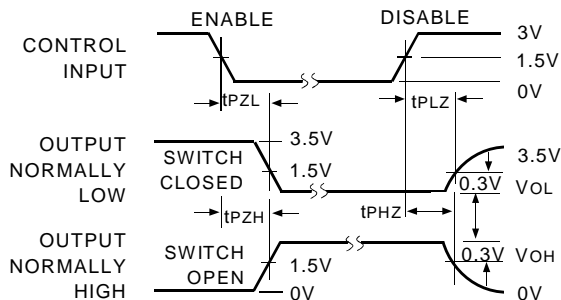 ENABLE
DISABLE
CONTROL
INPUT
3V
1.5V
0V
tPZL
tPLZ
OUTPUT
NORMALLY
LOW
SWITCH
CLOSED
3.5V
1.5V
3.5V
0.3V
VOL
tPZH
tPHZ
OUTPUT
NORMALLY
HIGH
SWITCH
OPEN
1.5V
0V
0.3V
VOH
0V